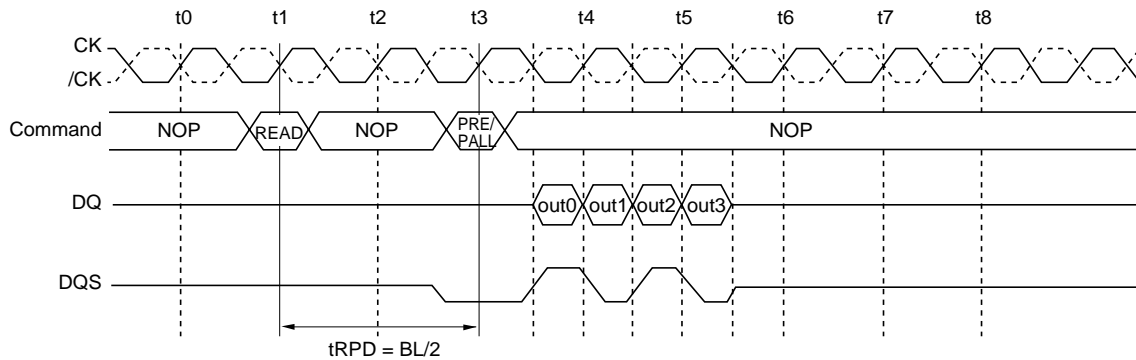 t0 t1 t2 t3 t4 t5 t6 t7 t8
CK
/CK
Command NOP READ NOP PRE/ PALL NOP
DQ out0 out1 out2 out3
DQS
tRPD = BL/2